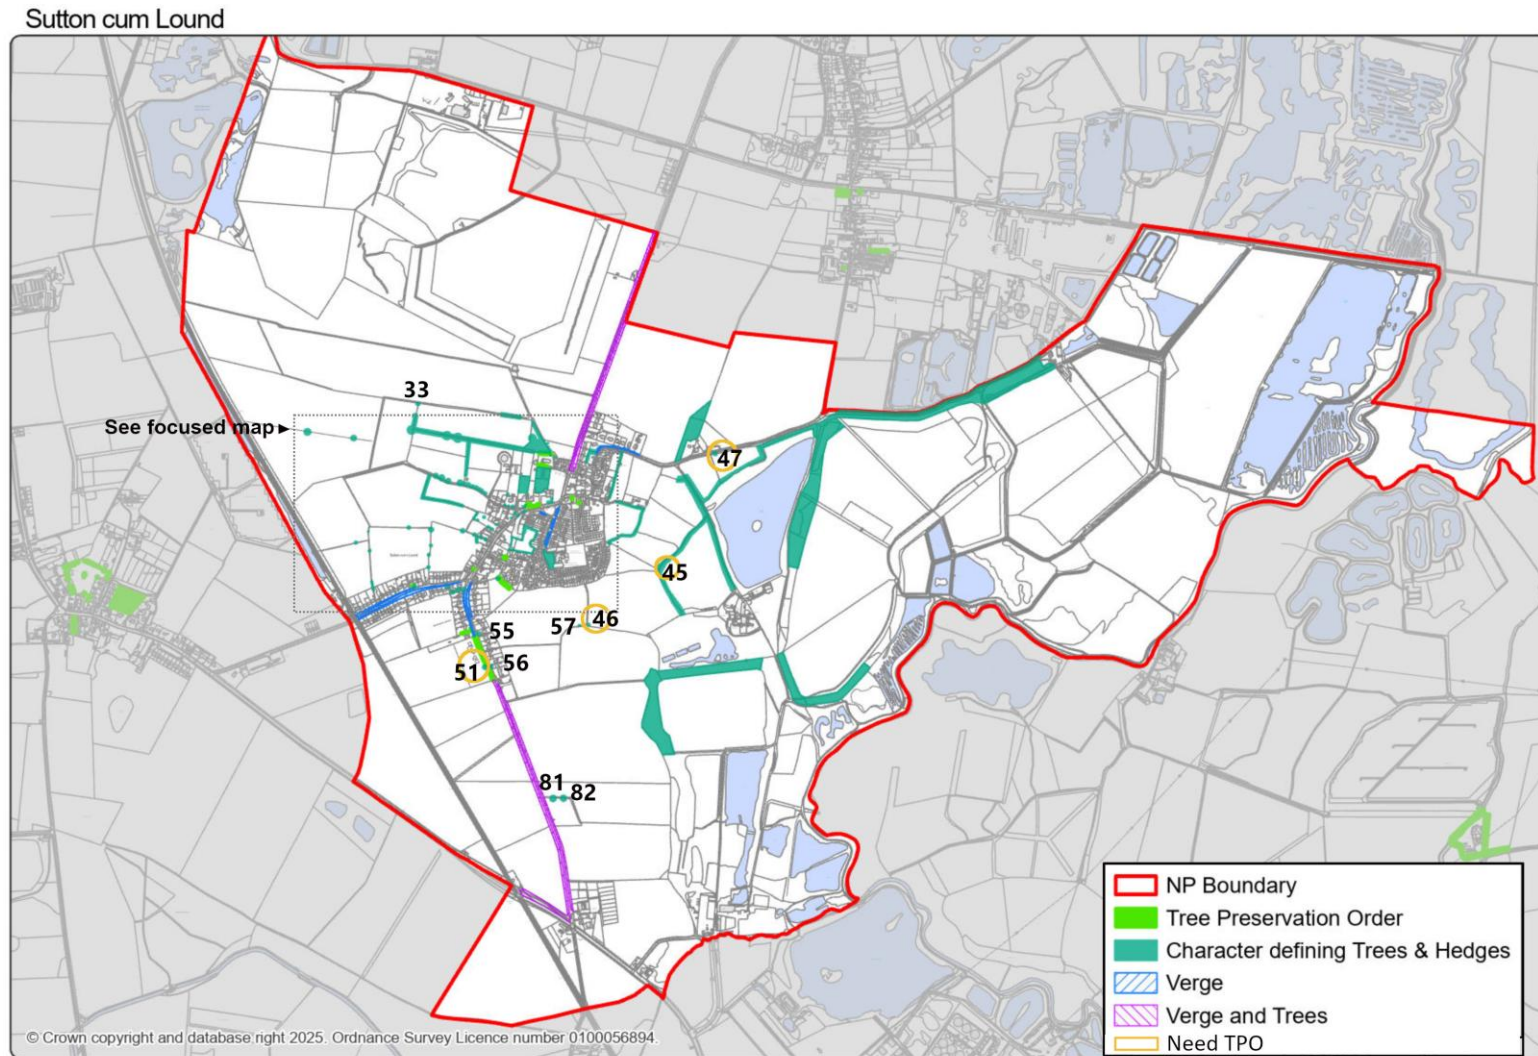 Sutton cum Lound
33
See focused map
47
45
46
57
55
56
51
81
82
NP Boundary
Tree Preservation Order
Character defining Trees & Hedges
Verge
Verge and Trees
Need TPO
© Crown copyright and database right 2025. Ordnance Survey Licence number 0100056894.